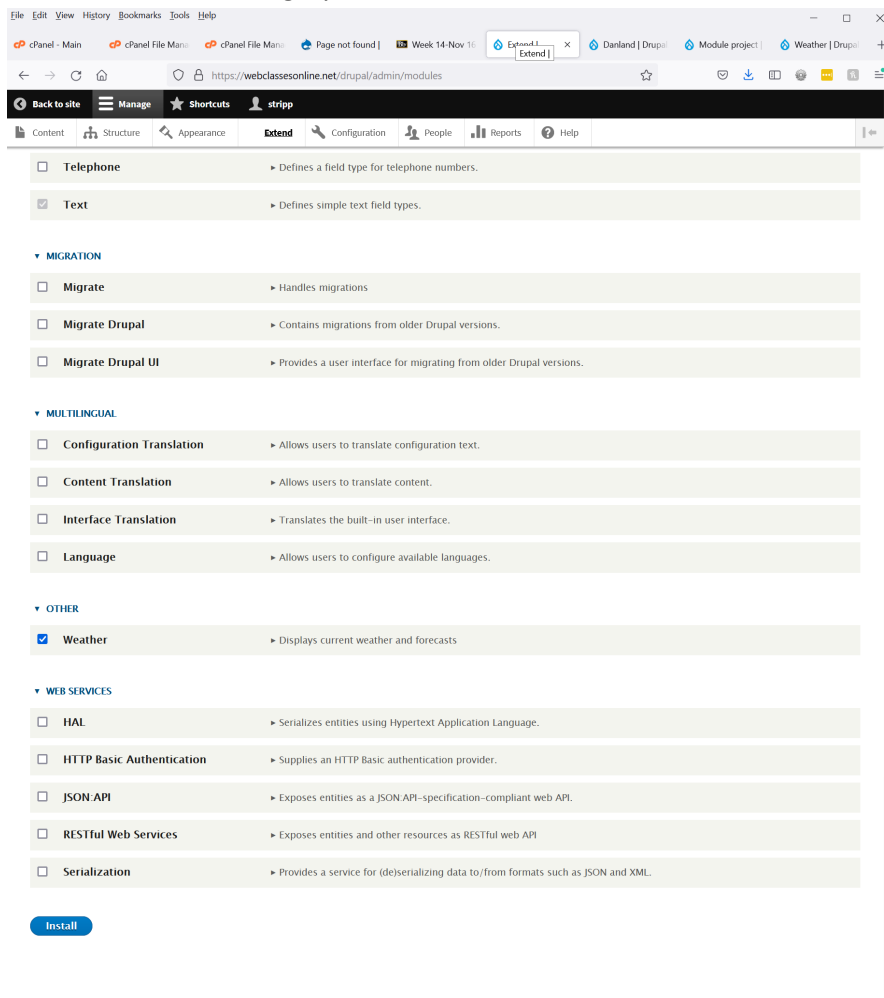 File Edit View History Bookmarks Tools Help
cPanel - Main cPanel File Mana cPanel File Mana Page not found | Week 14-Nov 16 Extend | Danland | Drupal Module project | Weather | Drupal
Extend |
https://webclassesonline.net/drupal/admin/modules
Back to site Manage Shortcuts stripp
Content Structure Appearance Extend Configuration People Reports Help
Telephone ▸ Defines a field type for telephone numbers.
Text ▸ Defines simple text field types.
▾ MIGRATION
Migrate ▸ Handles migrations
Migrate Drupal ▸ Contains migrations from older Drupal versions.
Migrate Drupal UI ▸ Provides a user interface for migrating from older Drupal versions.
▾ MULTILINGUAL
Configuration Translation ▸ Allows users to translate configuration text.
Content Translation ▸ Allows users to translate content.
Interface Translation ▸ Translates the built-in user interface.
Language ▸ Allows users to configure available languages.
▾ OTHER
Weather ▸ Displays current weather and forecasts
▾ WEB SERVICES
HAL ▸ Serializes entities using Hypertext Application Language.
HTTP Basic Authentication ▸ Supplies an HTTP Basic authentication provider.
JSON:API ▸ Exposes entities as a JSON:API-specification-compliant web API.
RESTful Web Services ▸ Exposes entities and other resources as RESTful web API
Serialization ▸ Provides a service for (de)serializing data to/from formats such as JSON and XML.
Install